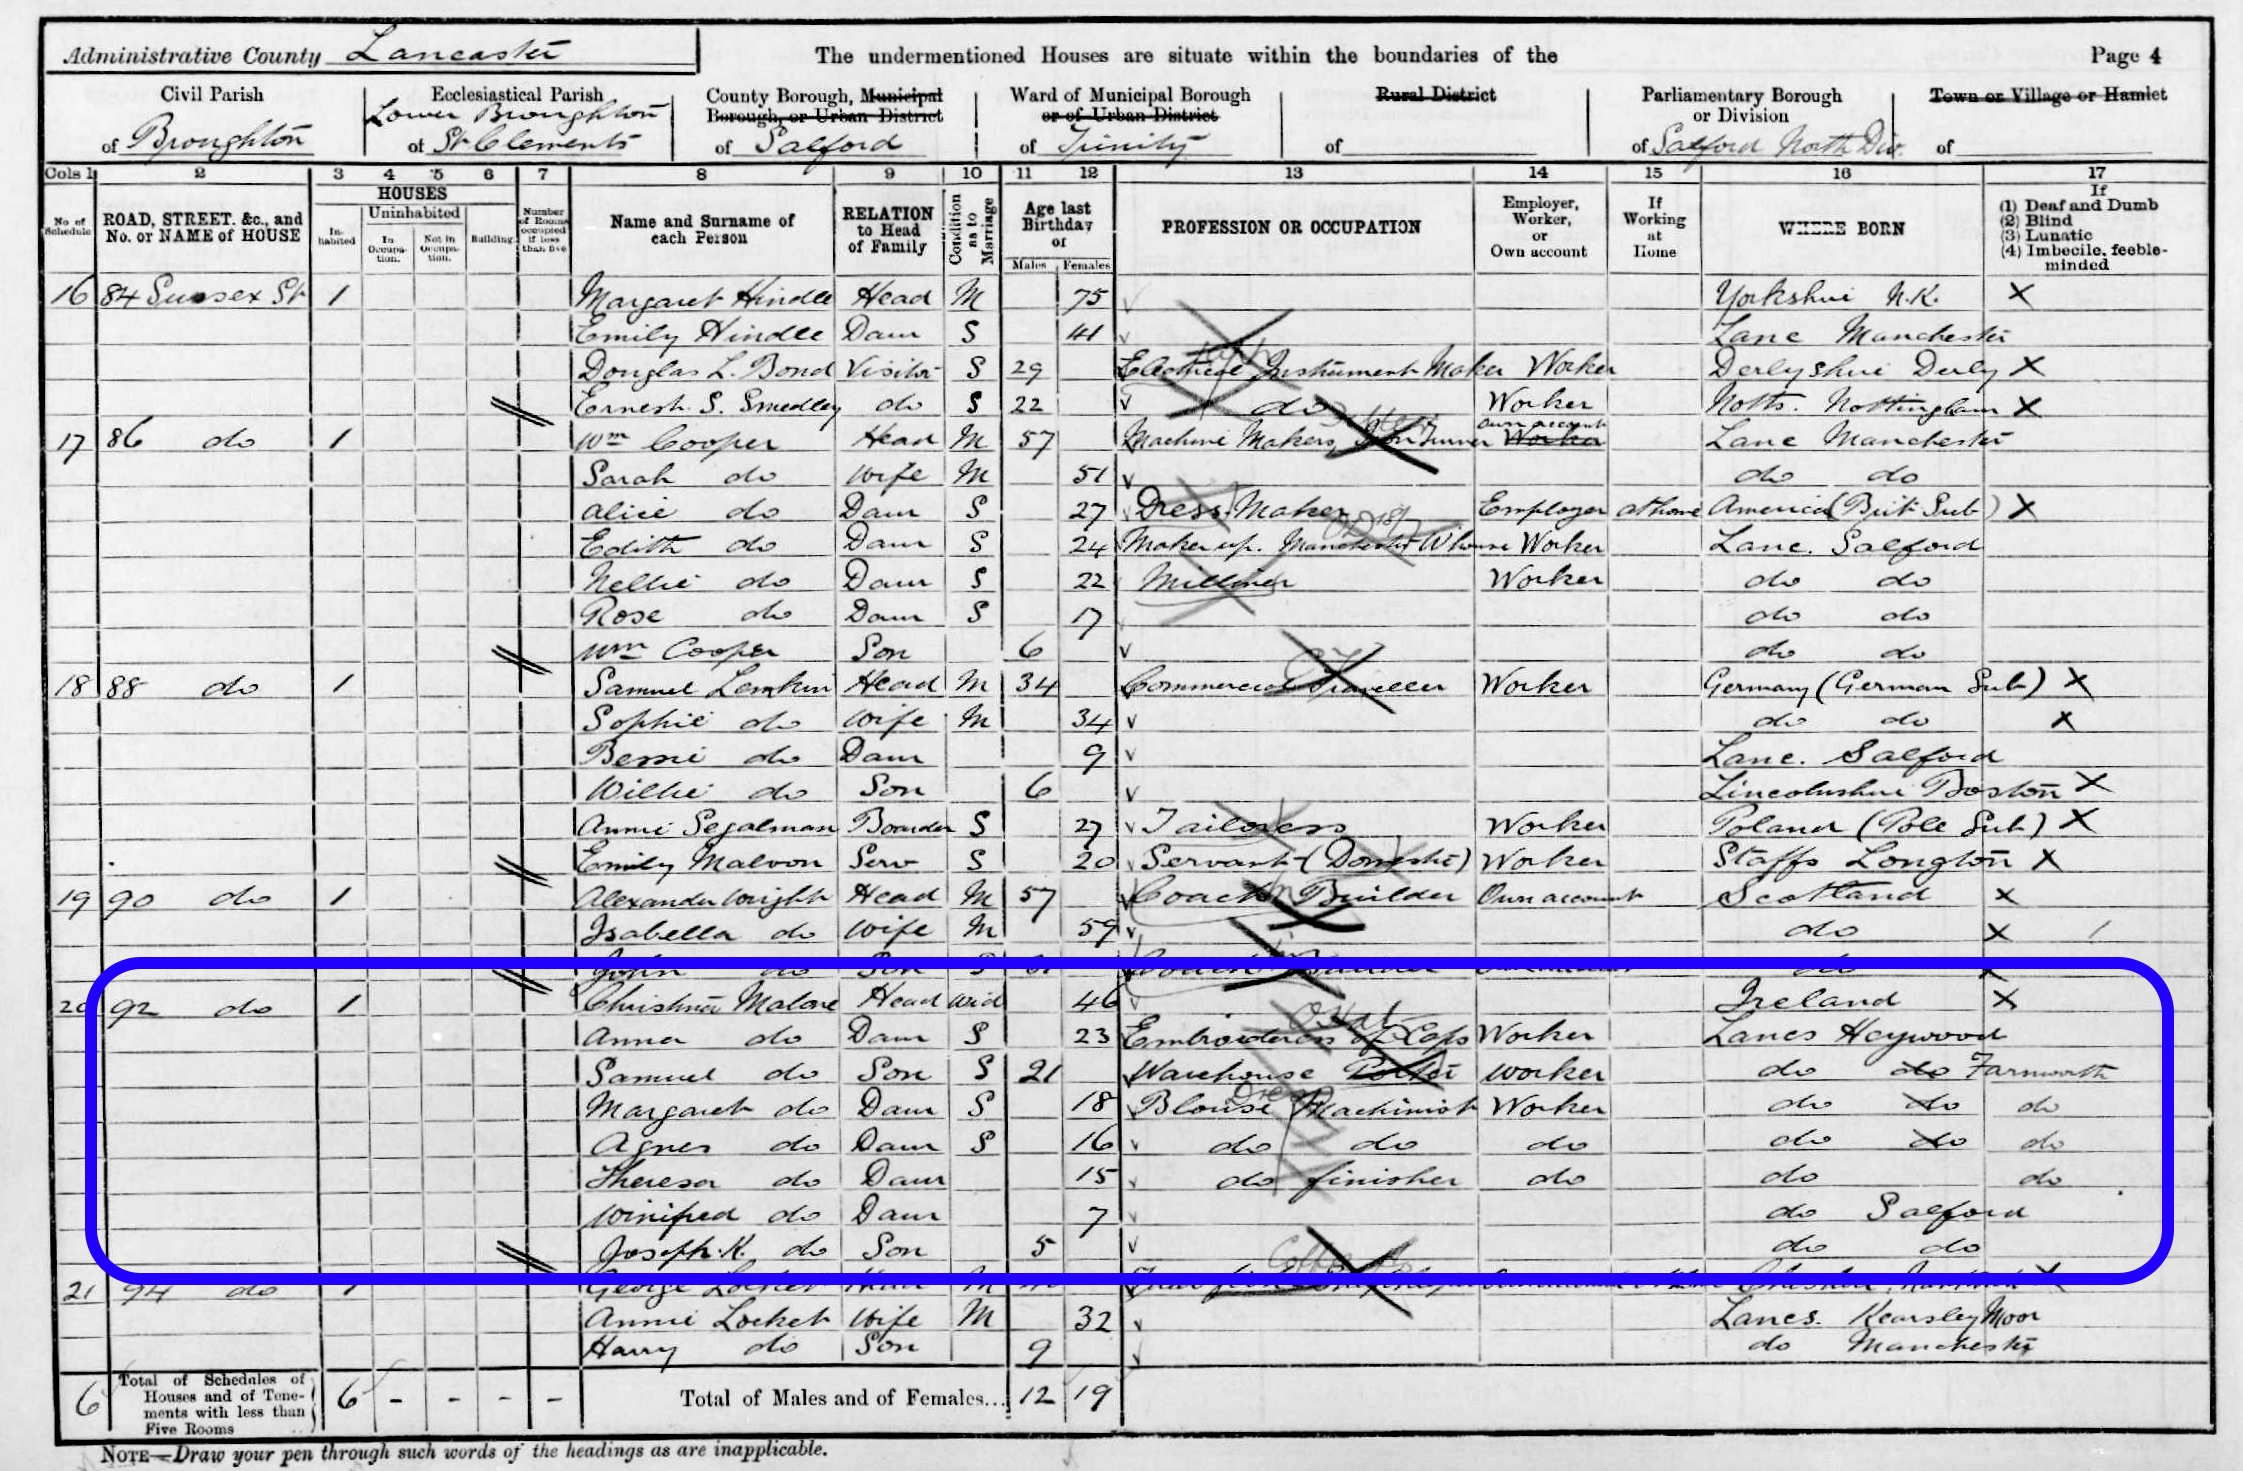 Administrative County Lancaster The undermentioned Houses are situate within the boundaries of the Page 4
Civil Parish of Broughton
Ecclesiastical Parish of Lower Broughton St Clements
County Borough, Municipal Borough, or Urban District of Salford
Ward of Municipal Borough or of Urban District of Trinity
Rural District of
Parliamentary Borough or Division of Salford North Div.
Town or Village or Hamlet of
Cols 1 2 3 4 5 6 7 8 9 10 11 12 13 14 15 16 17
No. of Schedule
ROAD, STREET, &c., and No. or NAME of HOUSE
HOUSES
Inhabited
Uninhabited
In Occupation.
Not in Occupation.
Building.
Number of Rooms occupied if less than five
Name and Surname of each Person
RELATION to Head of Family
Condition as to Marriage
Age last Birthday of
Males Females
PROFESSION OR OCCUPATION
Employer, Worker, or Own account
If Working at Home
WHERE BORN
If
(1) Deaf and Dumb
(2) Blind
(3) Lunatic
(4) Imbecile, feeble-minded
16 84 Sussex St 1 Margaret Hindle Head M 75 Yorkshire N.K. X
Emily Hindle Daur S 41 Lanc Manchester
Douglas L. Bond Visitor S 29 Electrical Instrument Maker Worker Derbyshire Derby X
Ernest S. Smedley do S 22 do Worker Notts. Nottingham X
17 86 do 1 Wm Cooper Head M 57 Machine Makers, Iron Turner Own account Worker Lanc Manchester
Sarah do Wife M 51 do do
Alice do Daur S 27 Dress Maker Employer at home America (Brit Sub) X
Edith do Daur S 24 Maker up. Manchester Whouse Worker Lanc. Salford
Nellie do Daur S 22 Milliner Worker do do
Rose do Daur S 17 do do
Wm Cooper Son 6 do do
18 88 do 1 Samuel Lemkin Head M 34 Commercial Traveller Worker Germany (German Sub) X
Sophie do Wife M 34 do do X
Bessie do Daur 9 Lanc. Salford
Willie do Son 6 Lincolnshire Boston X
Annie Segalman Boarder S 27 Tailoress Worker Poland (Pole Sub) X
Emily Malvon Serv S 20 Servant (Domestic) Worker Staffs Longton X
19 90 do 1 Alexander Wright Head M 57 Coach Builder Own account Scotland X
Isabella do Wife M 59 do X
John do Son S Coach do X
20 92 do 1 Christina Malone Head Wid 46 Ireland X
Anna do Daur S 23 Embroideress of Caps Worker Lancs Heywood
Samuel do Son S 21 Warehouse Porter Worker do do Farnworth
Margaret do Daur S 18 Blouse Machinist Worker do do do
Agnes do Daur S 16 do do do do do do
Theresa do Daur 15 do finisher do do do
Winifred do Daur 7 do Salford
Joseph K. do Son 5 do do
21 94 do 1 George Locket Head M
Annie Locket Wife M 32 Lancs. Kearsley Moor
Harry do Son 9 do Manchester
6 Total of Schedules of Houses and of Tenements with less than Five Rooms 6 - - - - Total of Males and of Females... 12 19
NOTE—Draw your pen through such words of the headings as are inapplicable.